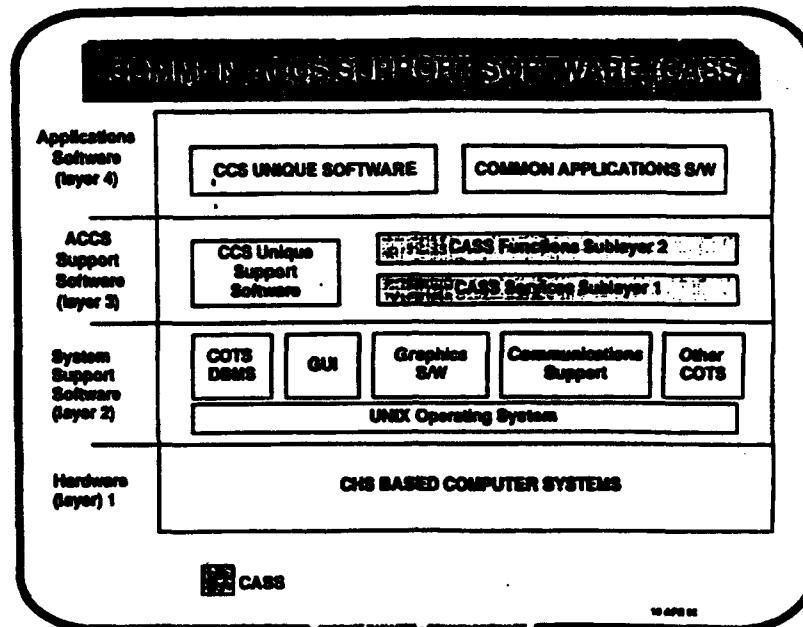 COMMON ATCCS SUPPORT SOFTWARE (CASS)
Applications
Software
(layer 4)
CCS UNIQUE SOFTWARE
COMMON APPLICATIONS S/W
ACCS
Support
Software
(layer 3)
CCS Unique
Support
Software
CASS Functions Sublayer 2
CASS Services Sublayer 1
System
Support
Software
(layer 2)
COTS
DBMS
GUI
Graphics
S/W
Communications
Support
Other
COTS
UNIX Operating System
Hardware
(layer) 1
CHS BASED COMPUTER SYSTEMS
CASS